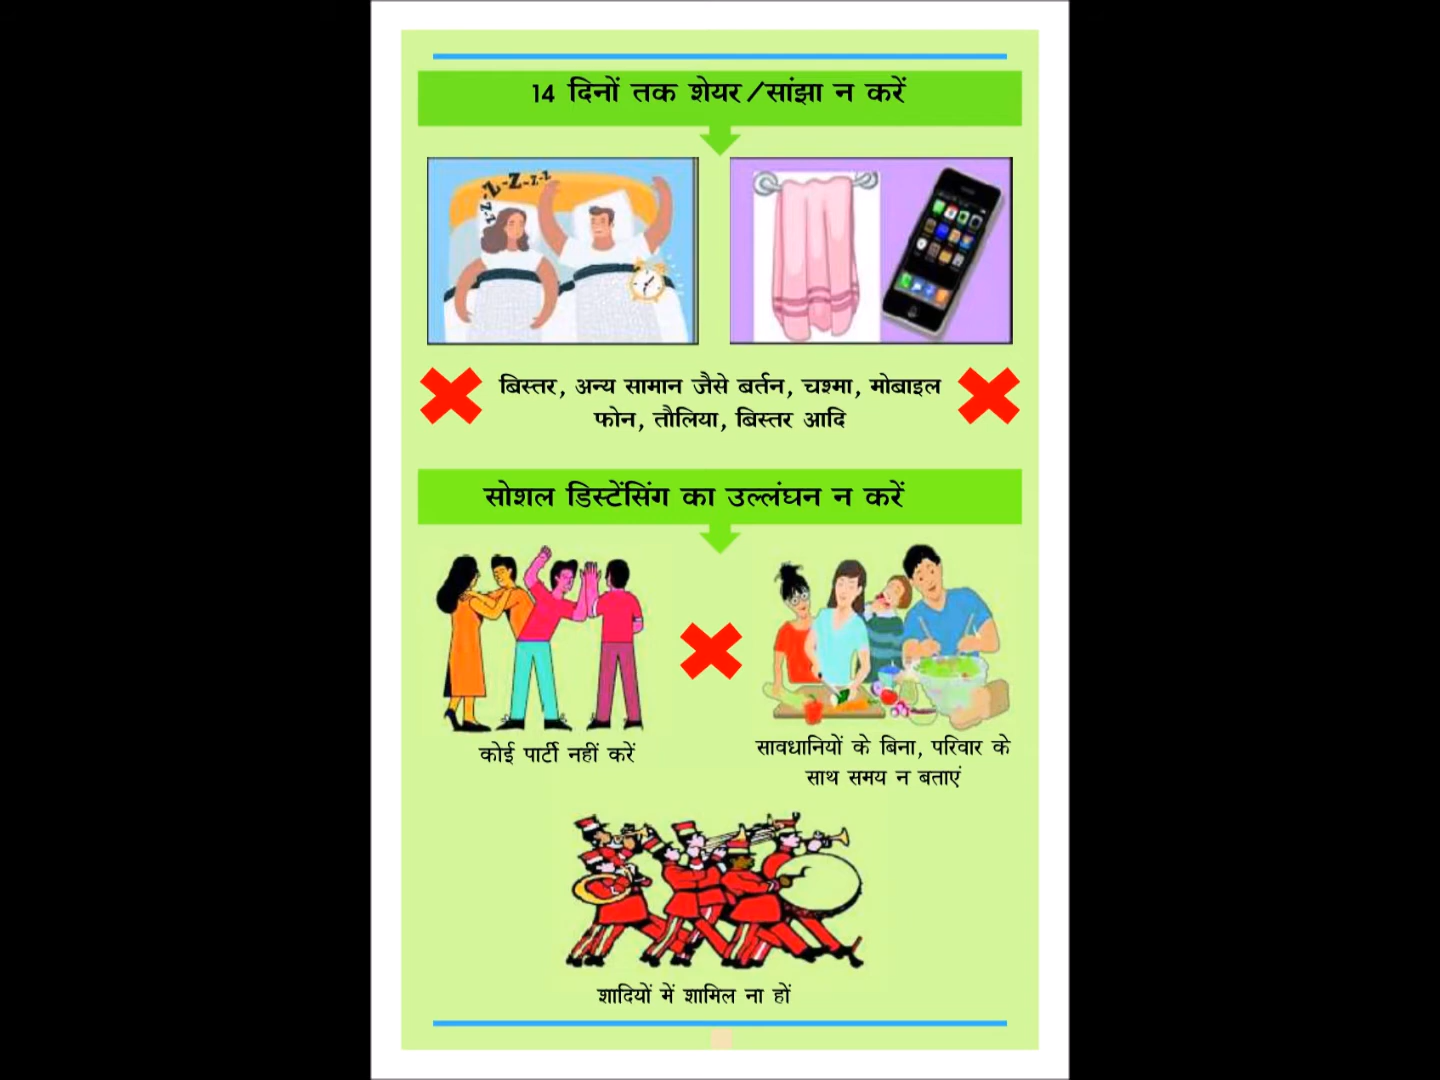 14 दिनों तक शेयर/सांझा न करें
Z-Z-Z-Z-Z-Z
बिस्तर, अन्य सामान जैसे बर्तन, चश्मा, मोबाइल
फोन, तौलिया, बिस्तर आदि
सोशल डिस्टेंसिंग का उल्लंघन न करें
कोई पार्टी नहीं करें
सावधानियों के बिना, परिवार के
साथ समय न बताएं
शादियों में शामिल ना हों